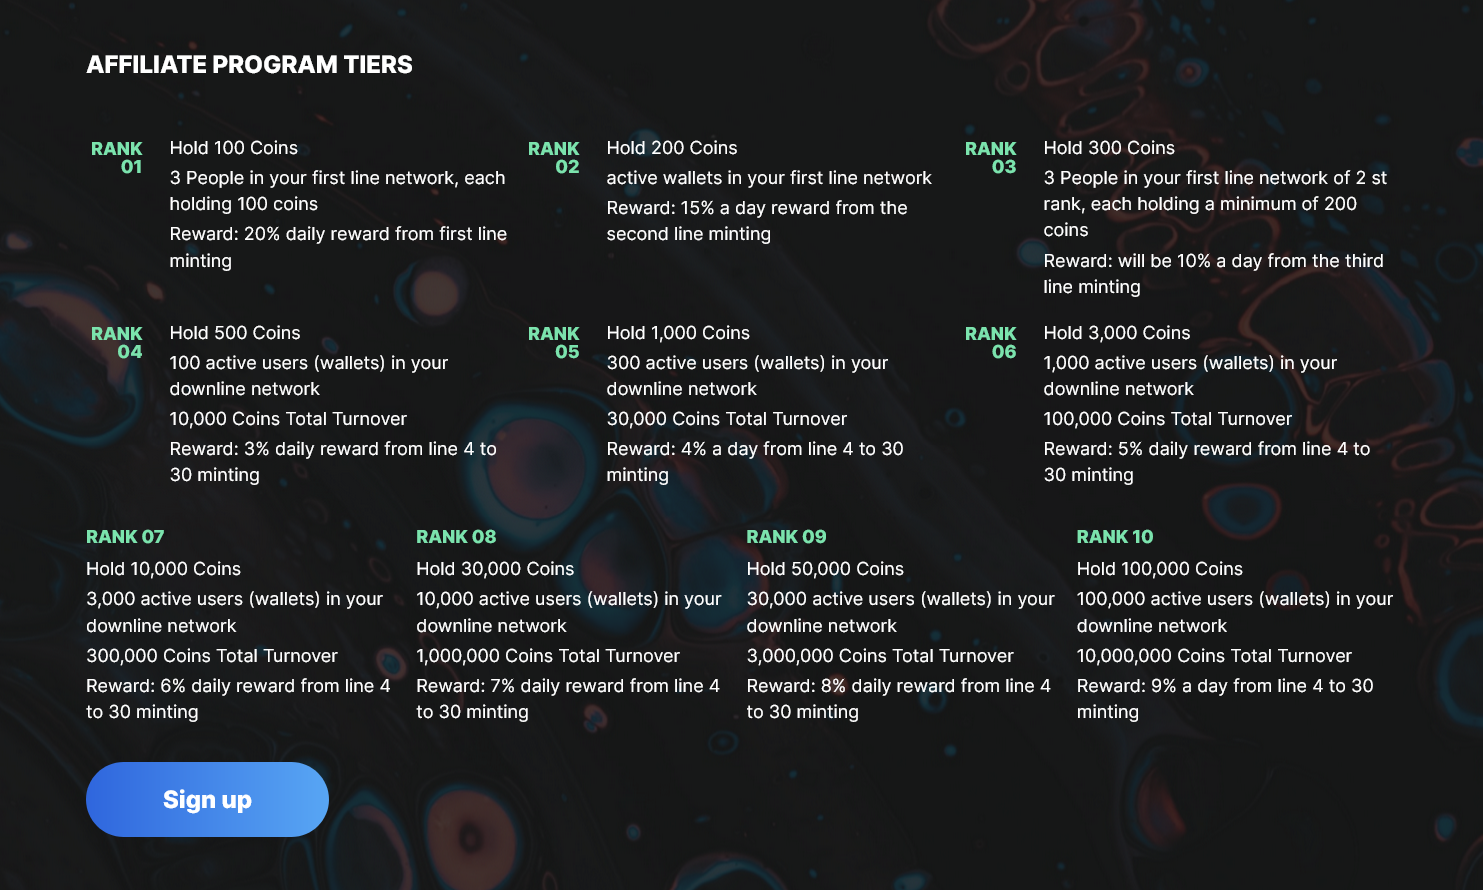 AFFILIATE PROGRAM TIERS
RANK
01
Hold 100 Coins
3 People in your first line network, each
holding 100 coins
Reward: 20% daily reward from first line
minting
RANK
02
Hold 200 Coins
active wallets in your first line network
Reward: 15% a day reward from the
second line minting
RANK
03
Hold 300 Coins
3 People in your first line network of 2 st
rank, each holding a minimum of 200
coins
Reward: will be 10% a day from the third
line minting
RANK
04
Hold 500 Coins
100 active users (wallets) in your
downline network
10,000 Coins Total Turnover
Reward: 3% daily reward from line 4 to
30 minting
RANK
05
Hold 1,000 Coins
300 active users (wallets) in your
downline network
30,000 Coins Total Turnover
Reward: 4% a day from line 4 to 30
minting
RANK
06
Hold 3,000 Coins
1,000 active users (wallets) in your
downline network
100,000 Coins Total Turnover
Reward: 5% daily reward from line 4 to
30 minting
RANK 07
Hold 10,000 Coins
3,000 active users (wallets) in your
downline network
300,000 Coins Total Turnover
Reward: 6% daily reward from line 4
to 30 minting
RANK 08
Hold 30,000 Coins
10,000 active users (wallets) in your
downline network
1,000,000 Coins Total Turnover
Reward: 7% daily reward from line 4
to 30 minting
RANK 09
Hold 50,000 Coins
30,000 active users (wallets) in your
downline network
3,000,000 Coins Total Turnover
Reward: 8% daily reward from line 4
to 30 minting
RANK 10
Hold 100,000 Coins
100,000 active users (wallets) in your
downline network
10,000,000 Coins Total Turnover
Reward: 9% a day from line 4 to 30
minting
Sign up